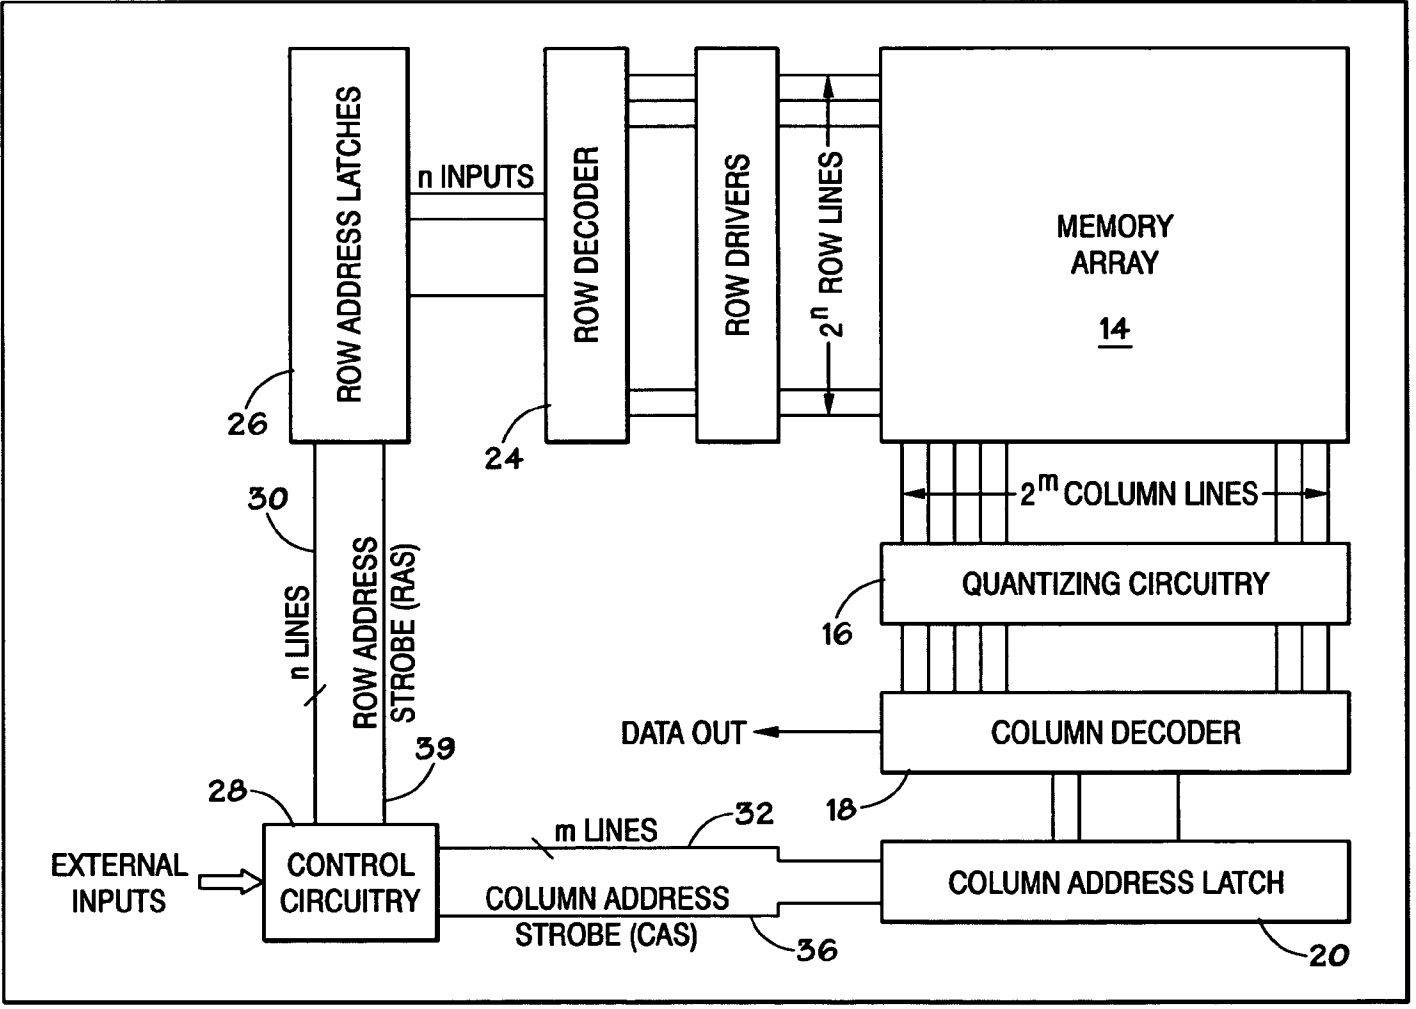 ROW ADDRESS LATCHES
26
n INPUTS
ROW DECODER
24
ROW DRIVERS
2ⁿ ROW LINES
MEMORY
ARRAY
14
2ᵐ COLUMN LINES
QUANTIZING CIRCUITRY
16
30
n LINES
ROW ADDRESS
STROBE (RAS)
39
DATA OUT
COLUMN DECODER
18
28
EXTERNAL
INPUTS
CONTROL
CIRCUITRY
m LINES
32
COLUMN ADDRESS
STROBE (CAS)
36
COLUMN ADDRESS LATCH
20